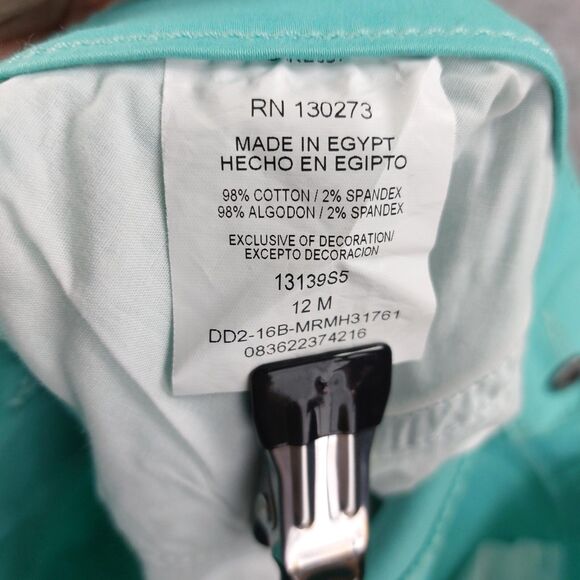 RN 130273
MADE IN EGYPT
HECHO EN EGIPTO
98% COTTON / 2% SPANDEX
98% ALGODON / 2% SPANDEX
EXCLUSIVE OF DECORATION/
EXCEPTO DECORACION
13139S5
12 M
DD2-16B-MRMH31761
083622374216